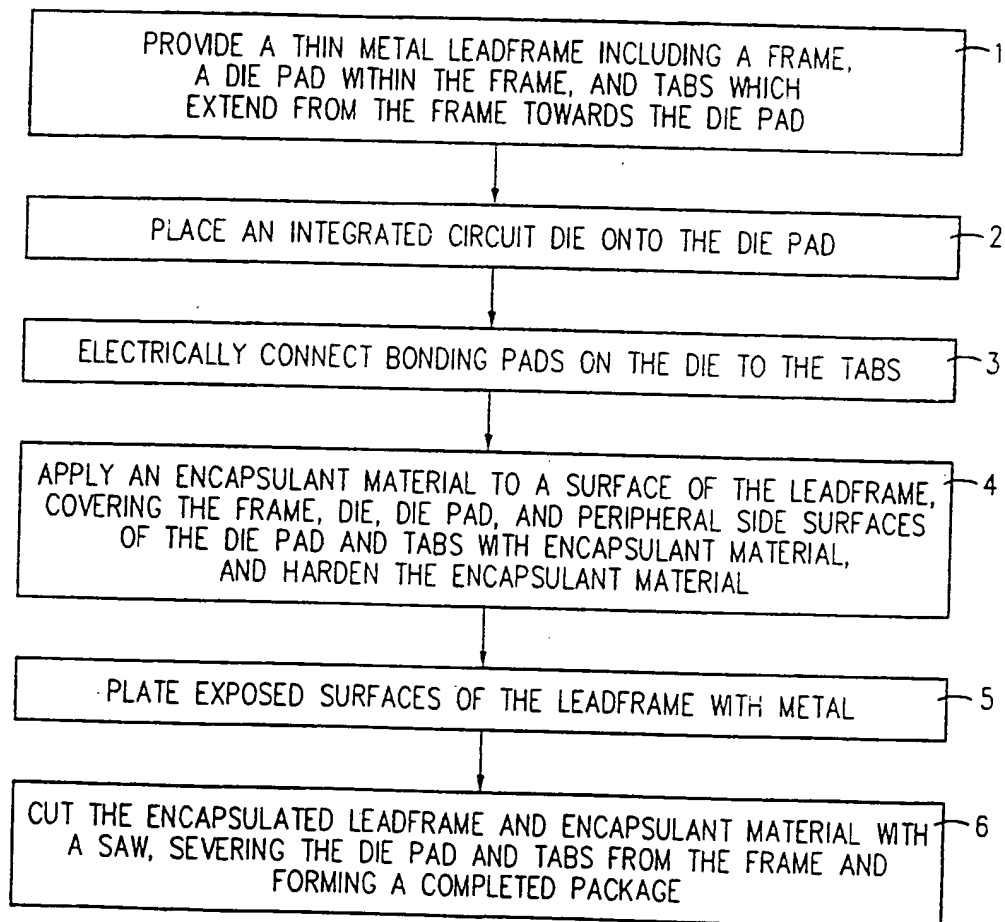 PROVIDE A THIN METAL LEADFRAME INCLUDING A FRAME,
A DIE PAD WITHIN THE FRAME, AND TABS WHICH
EXTEND FROM THE FRAME TOWARDS THE DIE PAD
1
PLACE AN INTEGRATED CIRCUIT DIE ONTO THE DIE PAD
2
ELECTRICALLY CONNECT BONDING PADS ON THE DIE TO THE TABS
3
APPLY AN ENCAPSULANT MATERIAL TO A SURFACE OF THE LEADFRAME,
COVERING THE FRAME, DIE, DIE PAD, AND PERIPHERAL SIDE SURFACES
OF THE DIE PAD AND TABS WITH ENCAPSULANT MATERIAL,
AND HARDEN THE ENCAPSULANT MATERIAL
4
PLATE EXPOSED SURFACES OF THE LEADFRAME WITH METAL
5
CUT THE ENCAPSULATED LEADFRAME AND ENCAPSULANT MATERIAL WITH
A SAW, SEVERING THE DIE PAD AND TABS FROM THE FRAME AND
FORMING A COMPLETED PACKAGE
6